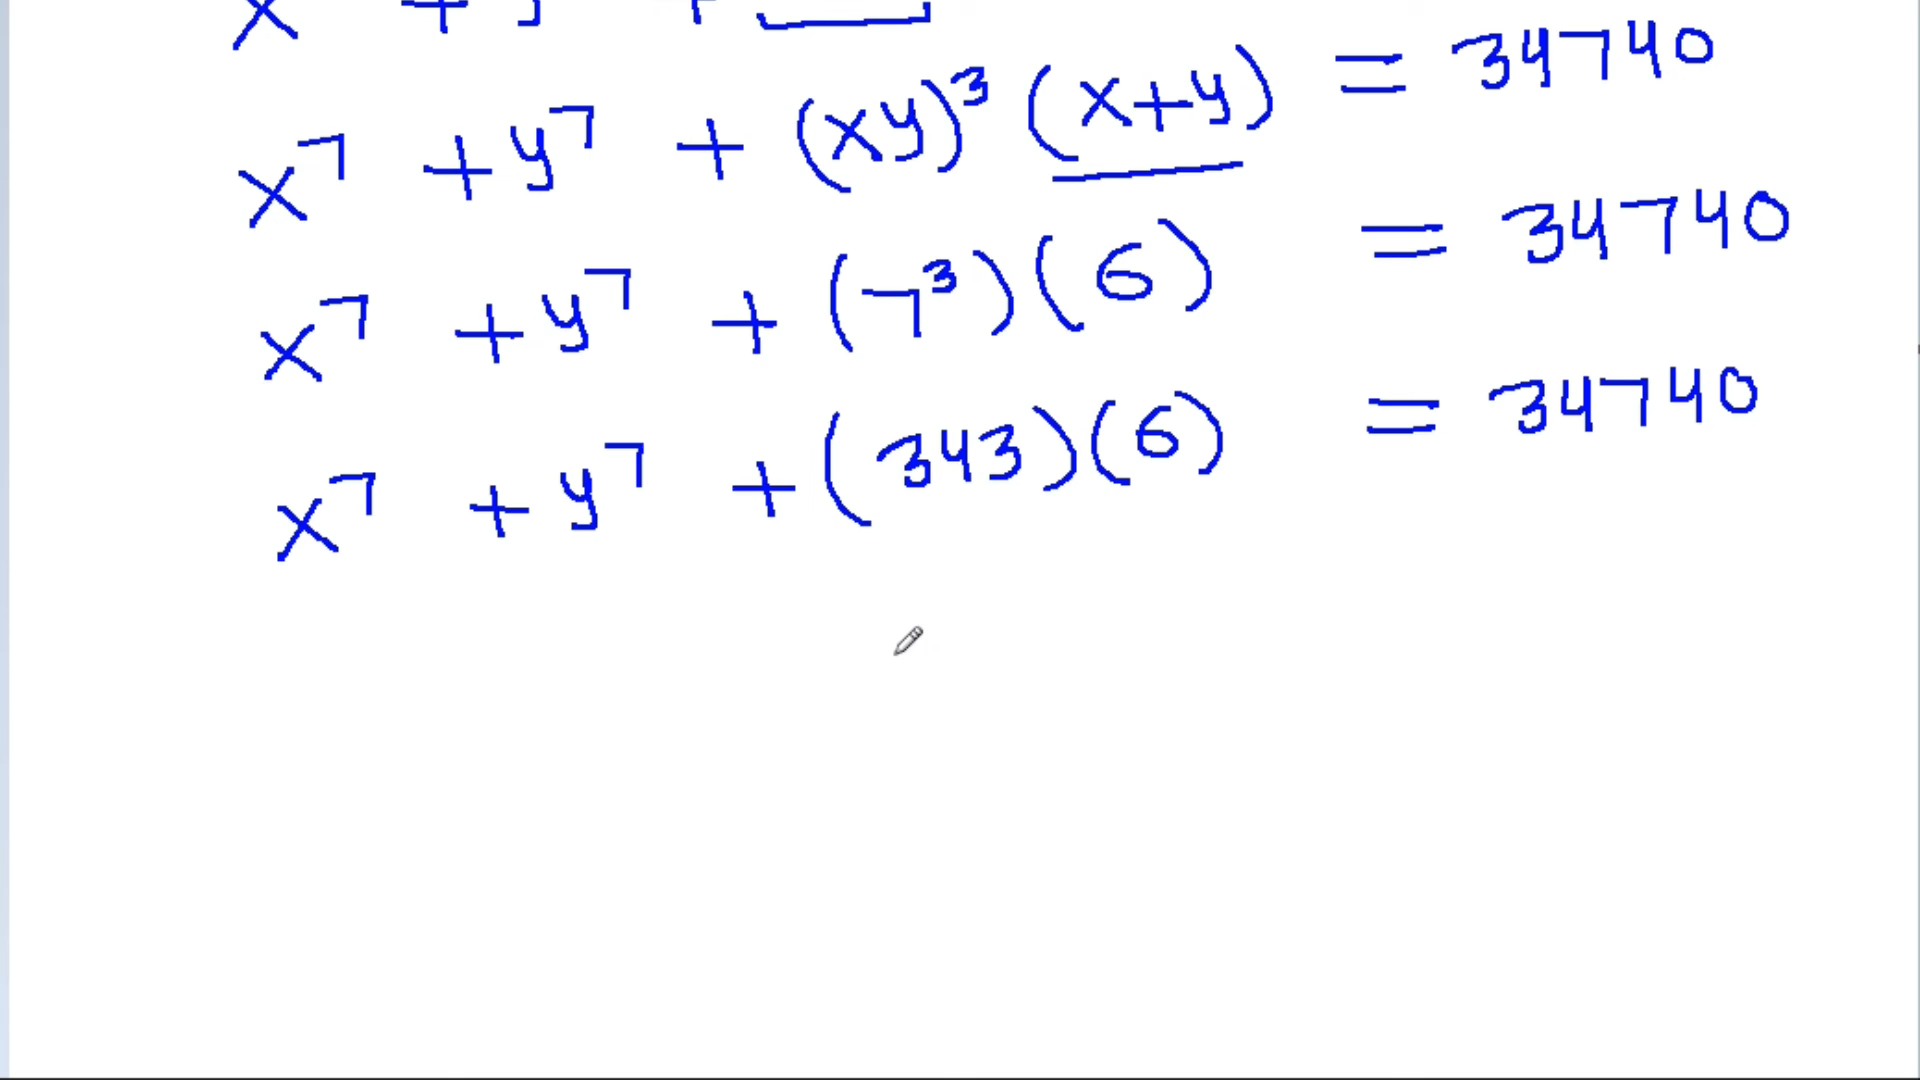 x⁷ + y⁷ + (xy)³ (x+y) = 34740
x⁷ + y⁷ + (7³)(6) = 34740
x⁷ + y⁷ + (343)(6) = 34740